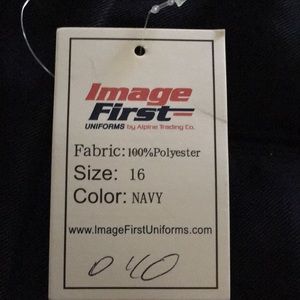 Image
First
UNIFORMS by Alpine Trading Co.
Fabric: 100%Polyester
Size: 16
Color: NAVY
www.ImageFirstUniforms.com
040